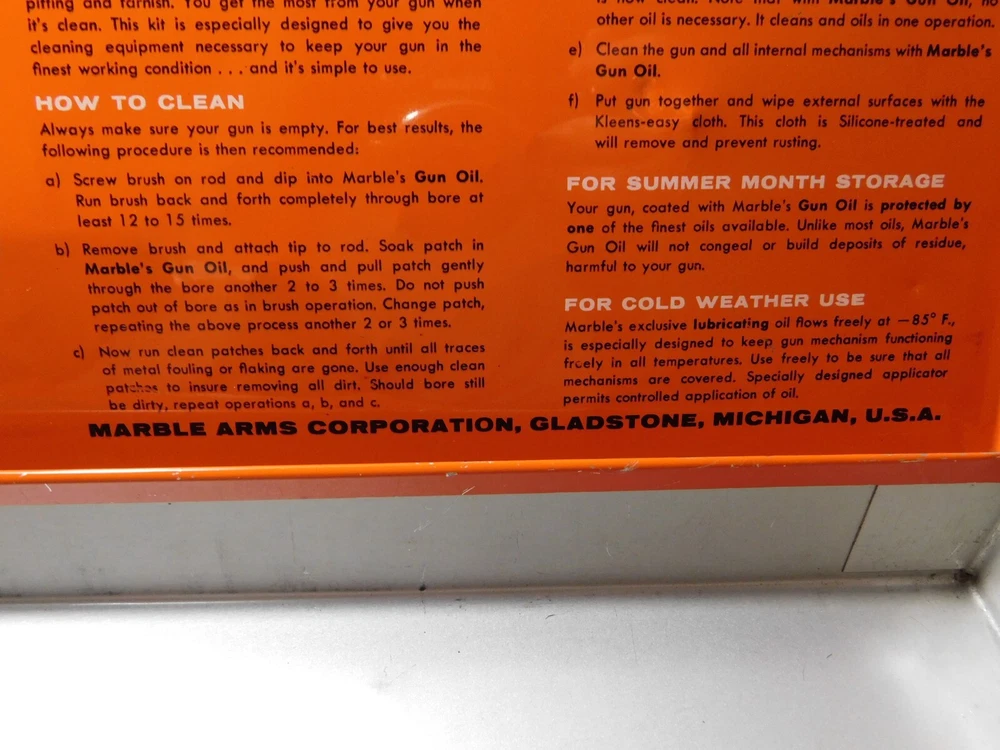 pitting and tarnish. You get the most from your gun when
it's clean. This kit is especially designed to give you the
cleaning equipment necessary to keep your gun in the
finest working condition . . . and it's simple to use.
HOW TO CLEAN
Always make sure your gun is empty. For best results, the
following procedure is then recommended:
a) Screw brush on rod and dip into Marble's Gun Oil.
Run brush back and forth completely through bore at
least 12 to 15 times.
b) Remove brush and attach tip to rod. Soak patch in
Marble's Gun Oil, and push and pull patch gently
through the bore another 2 to 3 times. Do not push
patch out of bore as in brush operation. Change patch,
repeating the above process another 2 or 3 times.
c) Now run clean patches back and forth until all traces
of metal fouling or flaking are gone. Use enough clean
patches to insure removing all dirt. Should bore still
be dirty, repeat operations a, b, and c.
is now clean. Note that with Marble's Gun Oil, no
other oil is necessary. It cleans and oils in one operation.
e) Clean the gun and all internal mechanisms with Marble's
Gun Oil.
f) Put gun together and wipe external surfaces with the
Kleens-easy cloth. This cloth is Silicone-treated and
will remove and prevent rusting.
FOR SUMMER MONTH STORAGE
Your gun, coated with Marble's Gun Oil is protected by
one of the finest oils available. Unlike most oils, Marble's
Gun Oil will not congeal or build deposits of residue,
harmful to your gun.
FOR COLD WEATHER USE
Marble's exclusive lubricating oil flows freely at —85° F.,
is especially designed to keep gun mechanism functioning
freely in all temperatures. Use freely to be sure that all
mechanisms are covered. Specially designed applicator
permits controlled application of oil.
MARBLE ARMS CORPORATION, GLADSTONE, MICHIGAN, U.S.A.